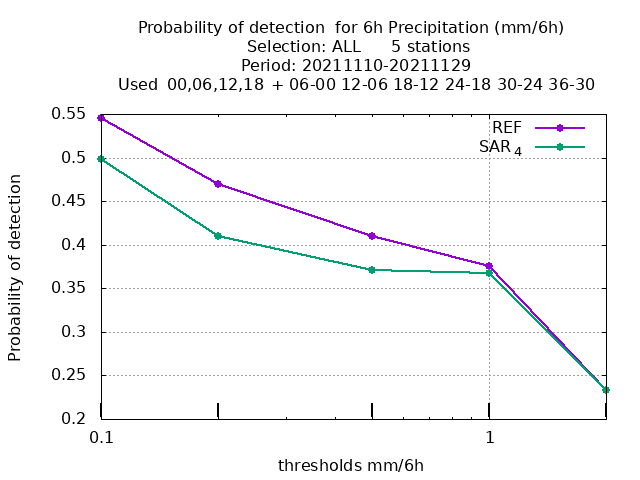 Probability of detection  for 6h Precipitation (mm/6h)
Selection: ALL      5 stations
Period: 20211110-20211129
Used  00,06,12,18  + 06-00 12-06 18-12 24-18 30-24 36-30
0.55
0.5
0.45
0.4
0.35
0.3
0.25
0.2
Probability of detection
REF
SAR4
0.1
1
thresholds mm/6h